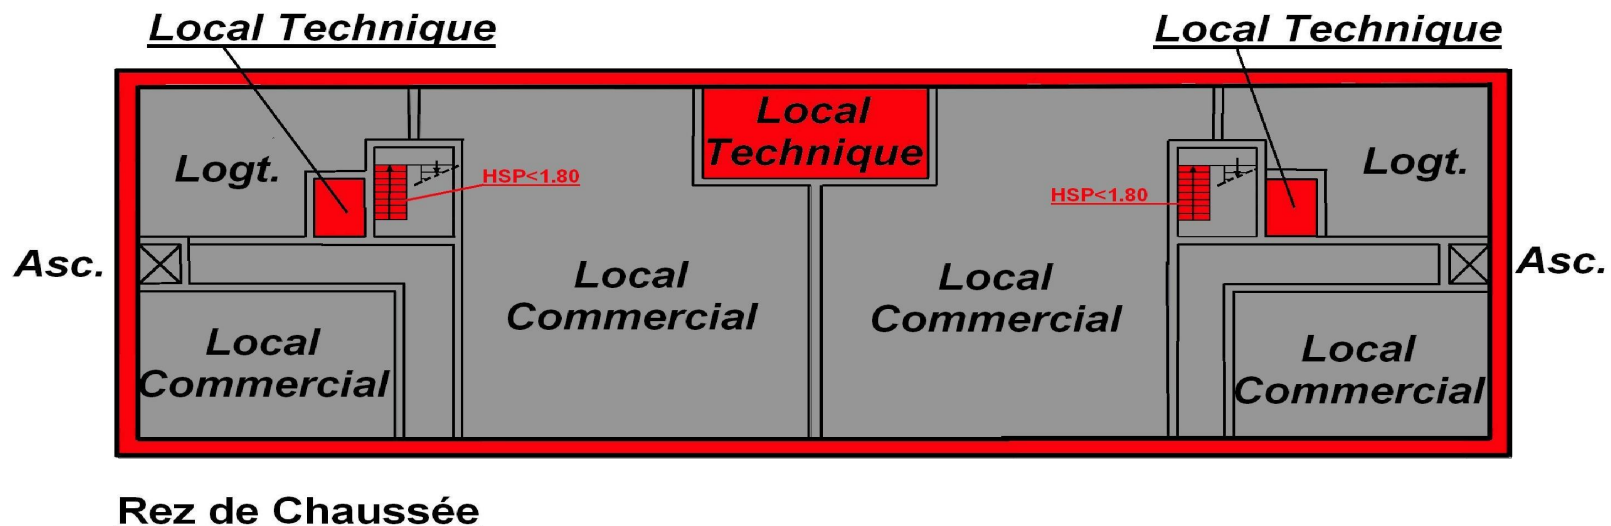 Local Technique
Local Technique
Local
Technique
Logt.
HSP<1.80
HSP<1.80
Logt.
Asc.
Asc.
Local
Commercial
Local
Commercial
Local
Commercial
Local
Commercial
Rez de Chaussée